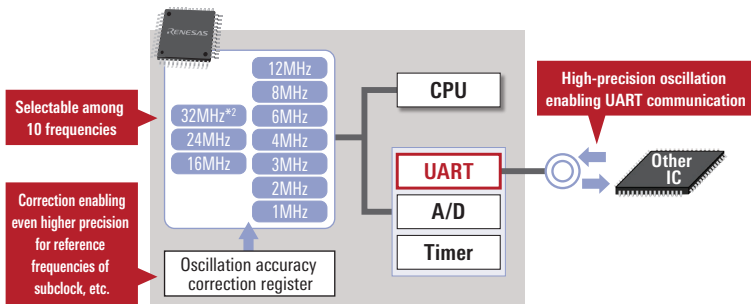 RENESAS
Selectable among
10 frequencies
32MHz*2
24MHz
16MHz
12MHz
8MHz
6MHz
4MHz
3MHz
2MHz
1MHz
CPU
UART
A/D
Timer
High-precision oscillation
enabling UART communication
Other
IC
Correction enabling
even higher precision
for reference
frequencies of
subclock, etc.
Oscillation accuracy
correction register